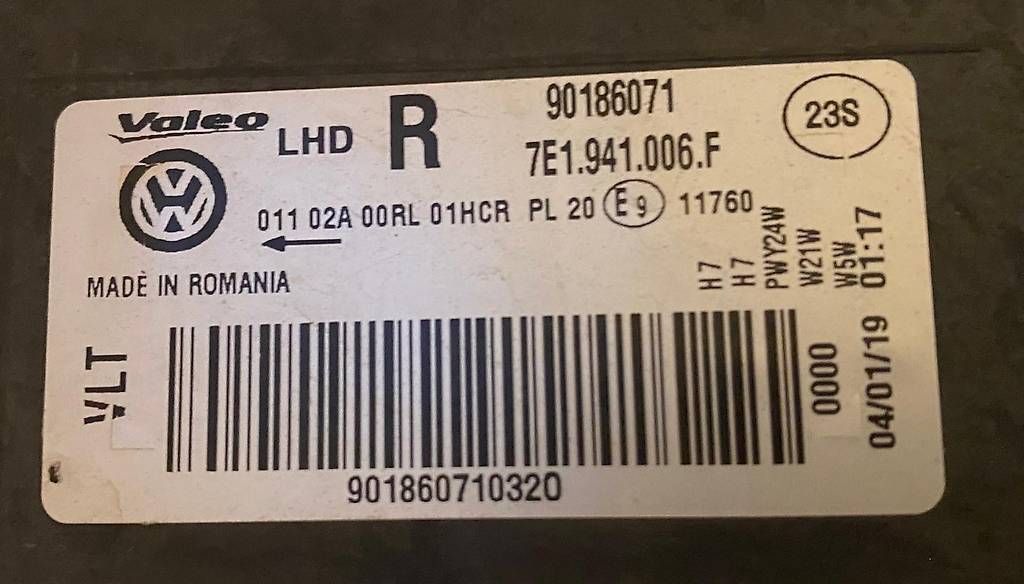 Valeo
LHD R
90186071
7E1.941.006.F
23S
011 02A 00RL 01HCR PL 20 E9 11760
MADE IN ROMANIA
H7
H7
PWY24W
W21W
W5W
01:17
VLT
0000
04/01/19
901860710320